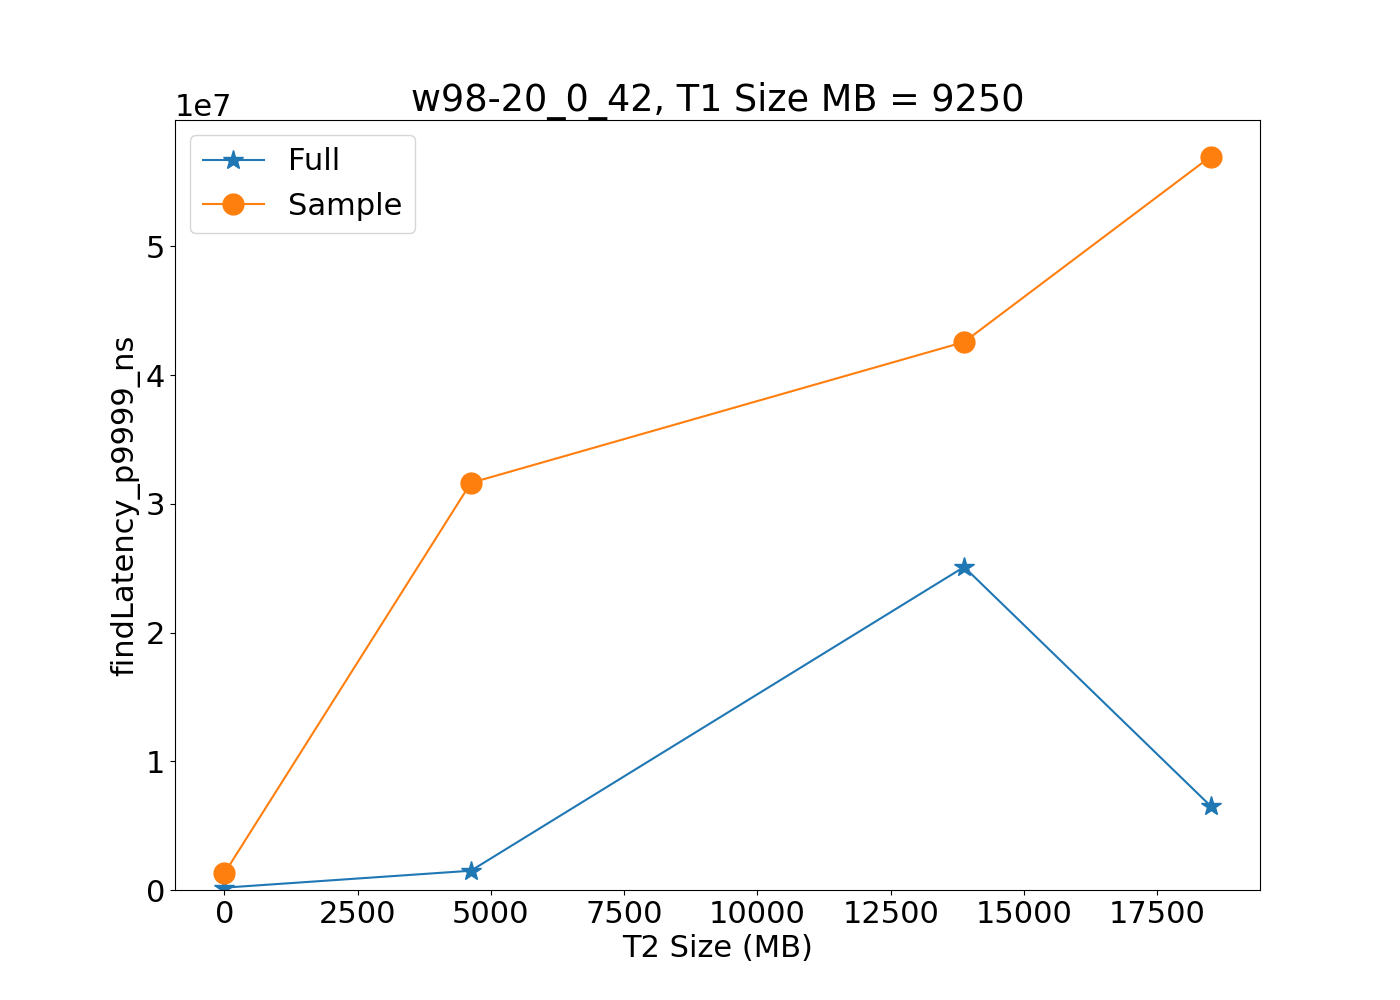 w98-20_0_42, T1 Size MB = 9250
1e7
Full
Sample
5
4
3
2
1
0
findLatency_p9999_ns
0 2500 5000 7500 10000 12500 15000 17500
T2 Size (MB)